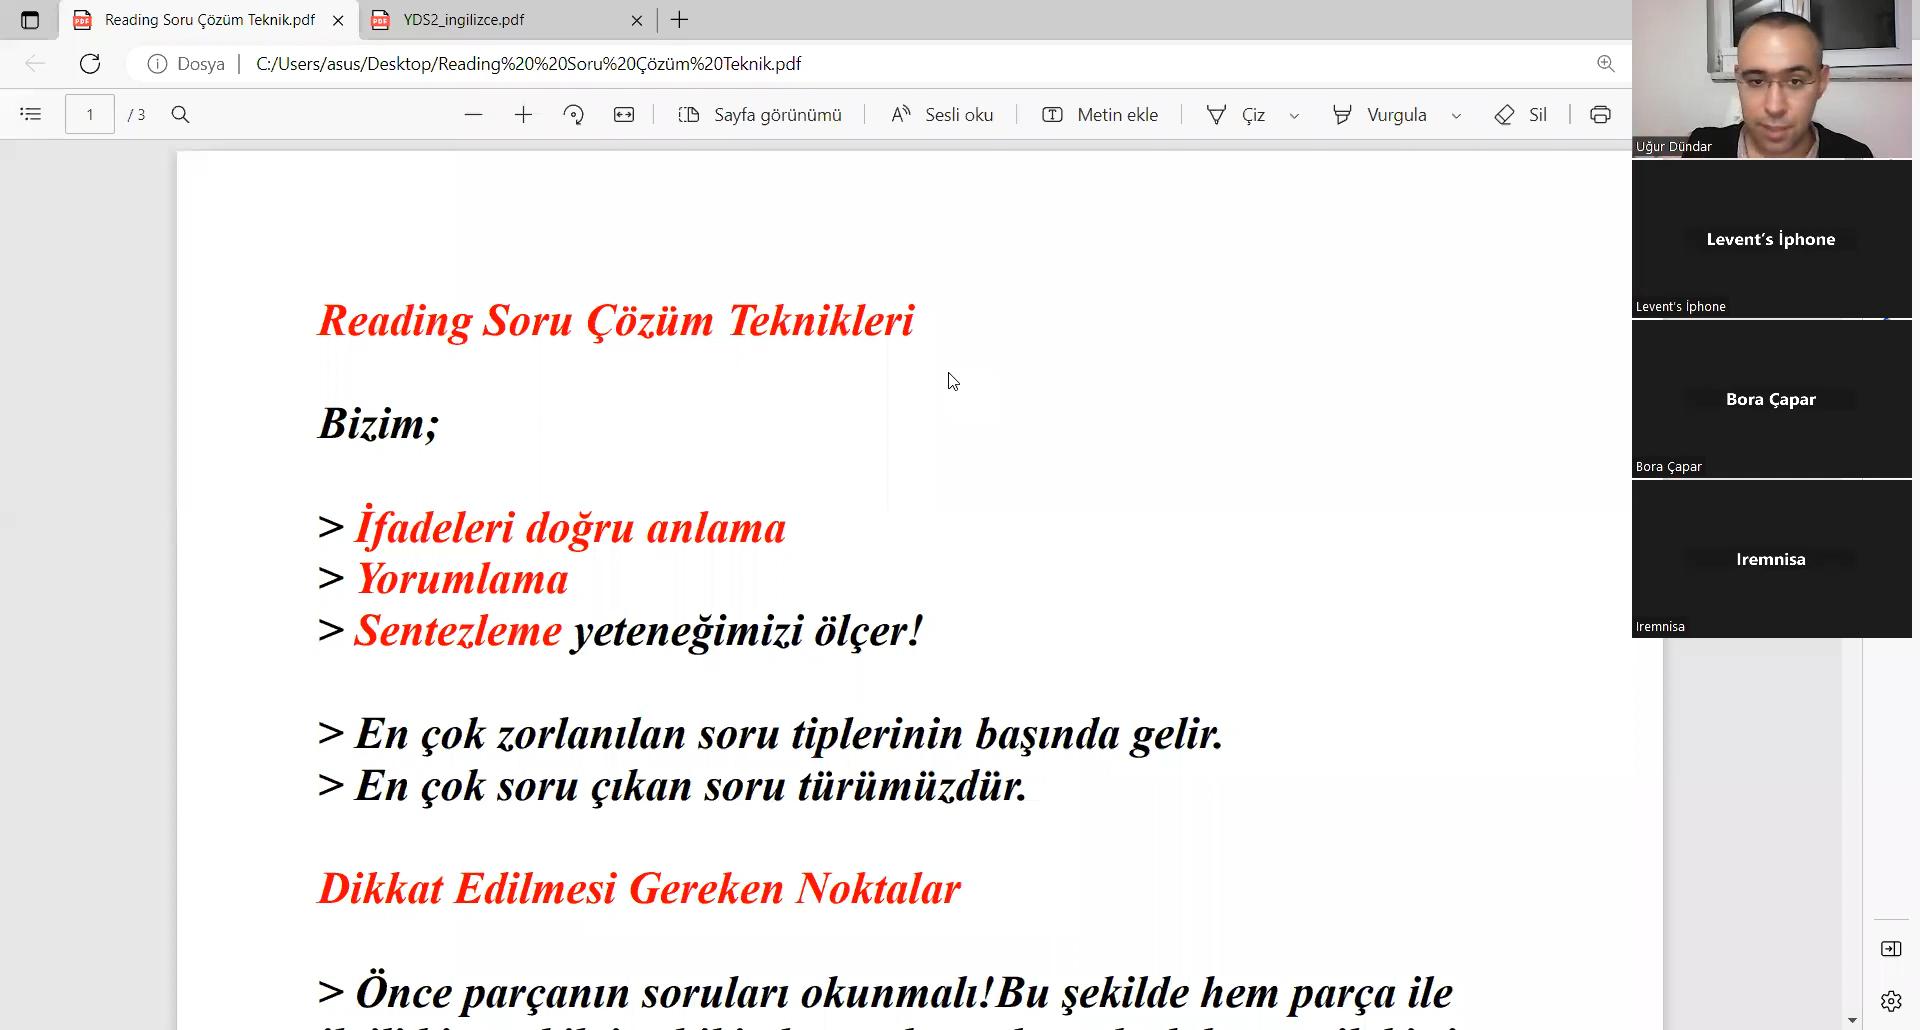 Reading Soru Çözüm Teknik.pdf
YDS2_ingilizce.pdf
Dosya
C:/Users/asus/Desktop/Reading%20%20Soru%20Çözüm%20Teknik.pdf
1 / 3
Sayfa görünümü
Sesli oku
Metin ekle
Çiz
Vurgula
Sil
Reading Soru Çözüm Teknikleri
Bizim;
> İfadeleri doğru anlama
> Yorumlama
> Sentezleme yeteneğimizi ölçer!
> En çok zorlanılan soru tiplerinin başında gelir.
> En çok soru çıkan soru türümüzdür.
Dikkat Edilmesi Gereken Noktalar
> Önce parçanın soruları okunmalı!Bu şekilde hem parça ile
Uğur Dündar
Levent's İphone
Levent's İphone
Bora Çapar
Bora Çapar
Iremnisa
Iremnisa